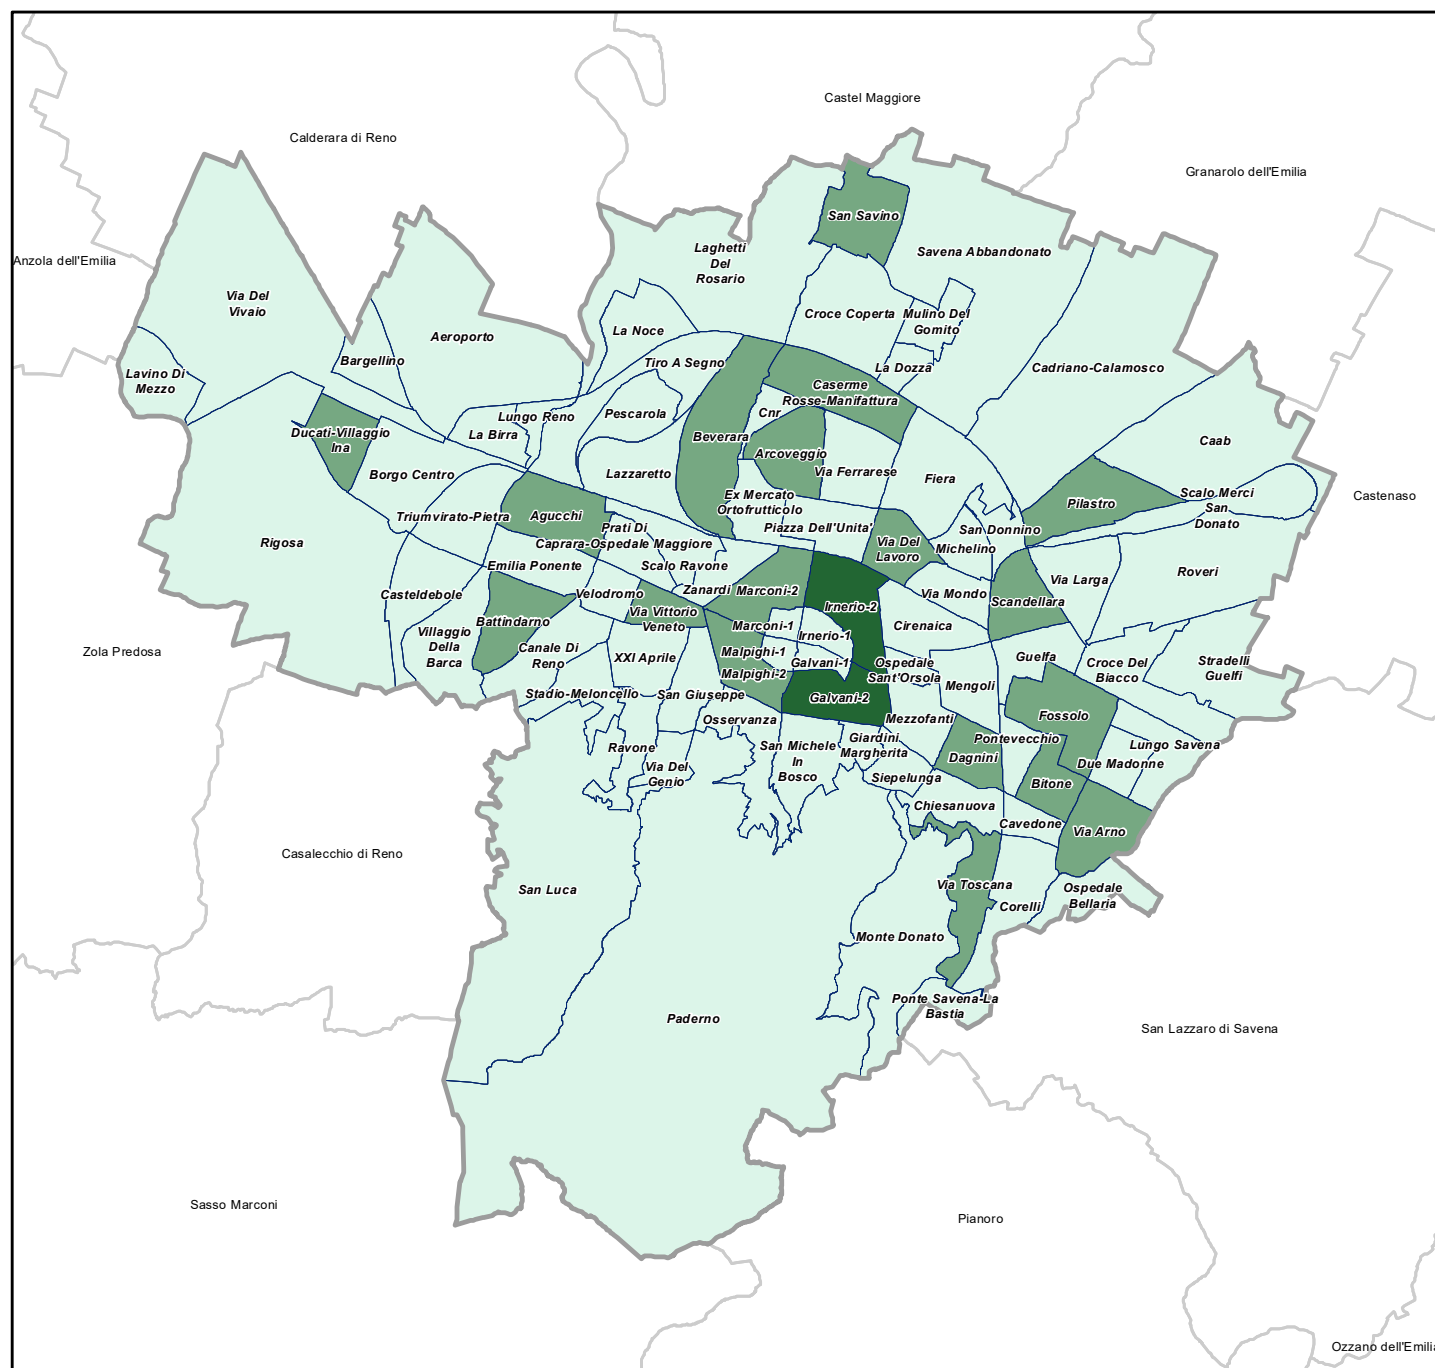 Castel Maggiore
Calderara di Reno
Granarolo dell'Emilia
San Savino
Anzola dell'Emilia
Laghetti
Del
Rosario
Savena Abbandonato
Via Del
Vivaio
Croce Coperta
Mulino Del
Gomito
La Noce
Aeroporto
Bargellino
Tiro A Segno
La Dozza
Cadriano-Calamosco
Lavino Di
Mezzo
Caserme
Rosse-Manifattura
Pescarola
Cnr
Lungo Reno
La Birra
Ducati-Villaggio
Ina
Beverara
Caab
Arcoveggio
Borgo Centro
Lazzaretto
Via Ferrarese
Fiera
Ex Mercato
Ortofrutticolo
Scalo Merci
San
Donato
Castenaso
Pilastro
Triumvirato-Pietra
Agucchi
Prati Di
Caprara-Ospedale Maggiore
Piazza Dell'Unita'
San Donnino
Rigosa
Via Del
Lavoro
Michelino
Emilia Ponente
Scalo Ravone
Via Larga
Roveri
Casteldebole
Velodromo
Zanardi
Marconi-2
Via Mondo
Scandellara
Irnerio-2
Via Vittorio
Veneto
Battindarno
Marconi-1
Irnerio-1
Cirenaica
Villaggio
Della
Barca
Canale Di
Reno
XXI Aprile
Malpighi-1
Galvani-1
Ospedale
Sant'Orsola
Guelfa
Croce Del
Biacco
Stradelli
Guelfi
Zola Predosa
Malpighi-2
Mengoli
Stadio-Meloncello
San Giuseppe
Galvani-2
Osservanza
Mezzofanti
Fossolo
Ravone
San Michele
In
Bosco
Giardini
Margherita
Pontevecchio
Dagnini
Lungo Savena
Due Madonne
Via Del
Genio
Siepelunga
Bitone
Chiesanuova
Cavedone
Via Arno
Casalecchio di Reno
San Luca
Via Toscana
Ospedale
Bellaria
Corelli
Monte Donato
Ponte Savena-La
Bastia
Paderno
San Lazzaro di Savena
Sasso Marconi
Pianoro
Ozzano dell'Emilia